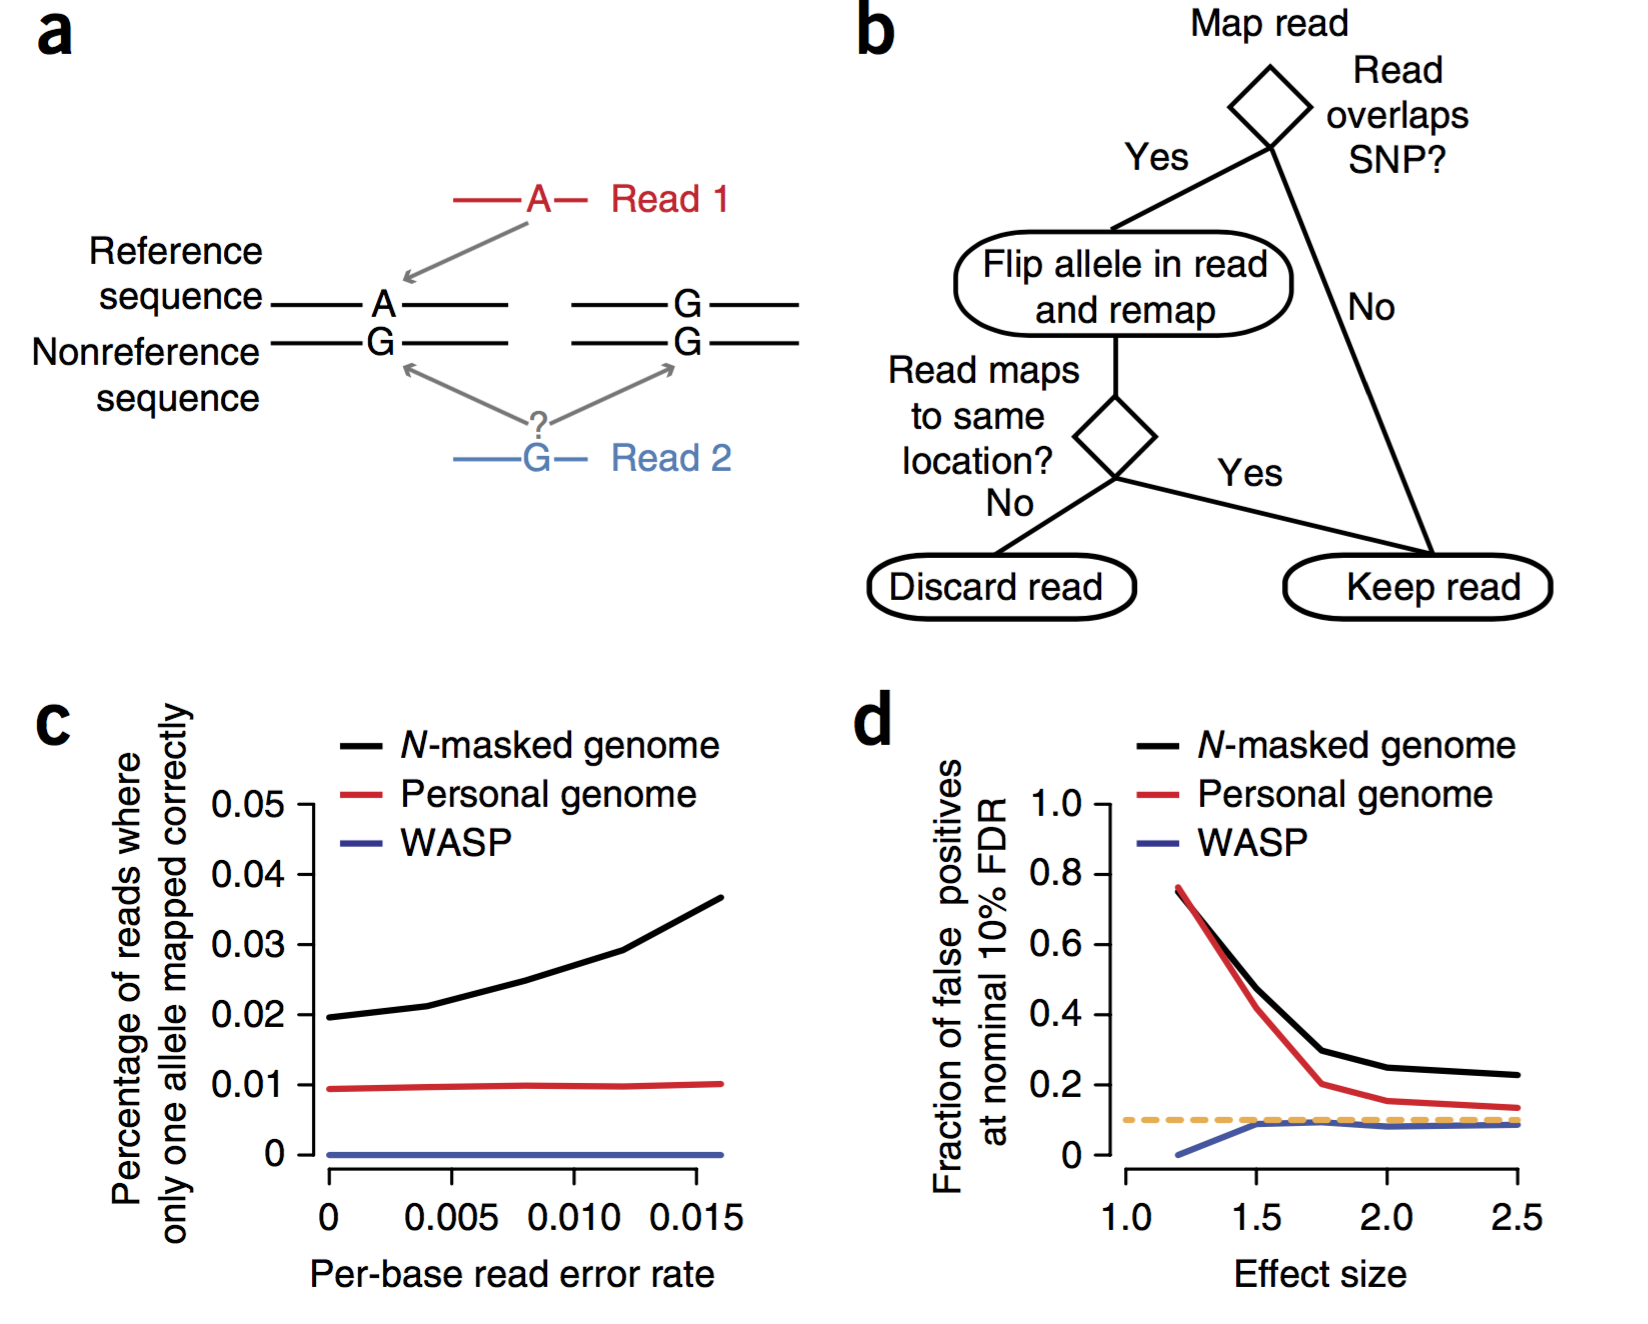 a
A
Read 1
Reference
sequence
A
G
G
G
Nonreference
sequence
?
G
Read 2
b
Map read
Read
overlaps
SNP?
Yes
Flip allele in read
and remap
No
Read maps
to same
location?
No
Yes
Discard read
Keep read
c
Percentage of reads where
only one allele mapped correctly
N-masked genome
Personal genome
WASP
0.05
0.04
0.03
0.02
0.01
0
0 0.005 0.010 0.015
Per-base read error rate
d
Fraction of false positives
at nominal 10% FDR
N-masked genome
Personal genome
WASP
1.0
0.8
0.6
0.4
0.2
0
1.0 1.5 2.0 2.5
Effect size